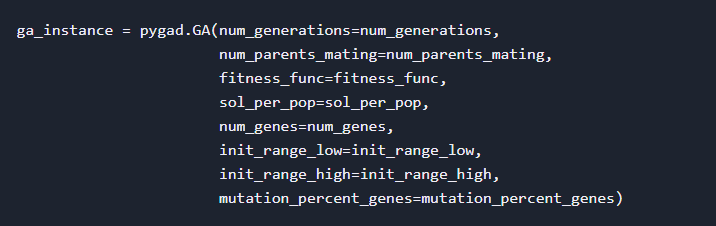 ga_instance = pygad.GA(num_generations=num_generations,
num_parents_mating=num_parents_mating,
fitness_func=fitness_func,
sol_per_pop=sol_per_pop,
num_genes=num_genes,
init_range_low=init_range_low,
init_range_high=init_range_high,
mutation_percent_genes=mutation_percent_genes)